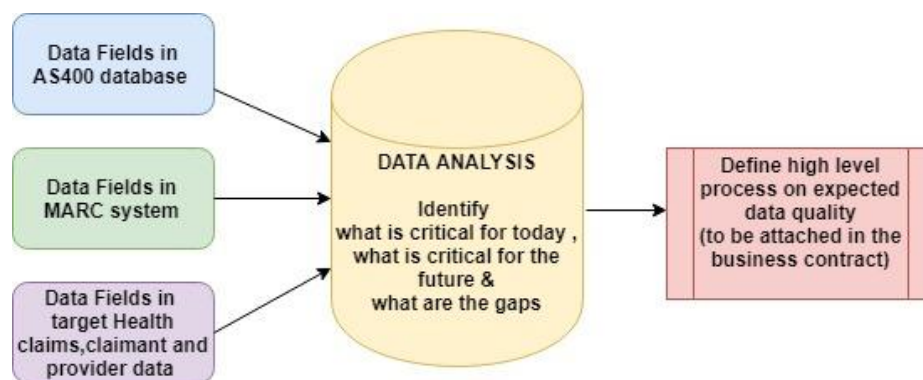 Data Fields in
AS400 database
Data Fields in
MARC system
Data Fields in
target Health
claims,claimant and
provider data
DATA ANALYSIS
Identify
what is critical for today ,
what is critical for the
future &
what are the gaps
Define high level
process on expected
data quality
(to be attached in the
business contract)